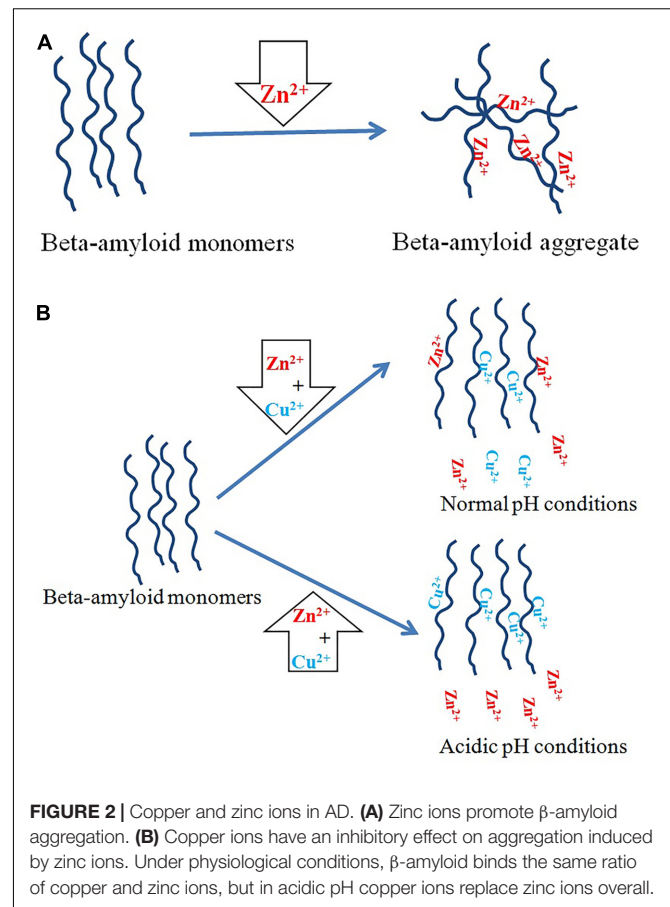 A
Zn²⁺
Zn²⁺
Zn²⁺
Zn²⁺
Zn²⁺
Beta-amyloid monomers
Beta-amyloid aggregate
B
Zn²⁺
+
Cu²⁺
Zn²⁺
Cu²⁺
Cu²⁺
Zn²⁺
Zn²⁺
Cu²⁺
Cu²⁺
Zn²⁺
Normal pH conditions
Beta-amyloid monomers
Zn²⁺
+
Cu²⁺
Cu²⁺
Cu²⁺
Cu²⁺
Cu²⁺
Zn²⁺
Zn²⁺
Zn²⁺
Zn²⁺
Acidic pH conditions
FIGURE 2 | Copper and zinc ions in AD. (A) Zinc ions promote β-amyloid
aggregation. (B) Copper ions have an inhibitory effect on aggregation induced
by zinc ions. Under physiological conditions, β-amyloid binds the same ratio
of copper and zinc ions, but in acidic pH copper ions replace zinc ions overall.